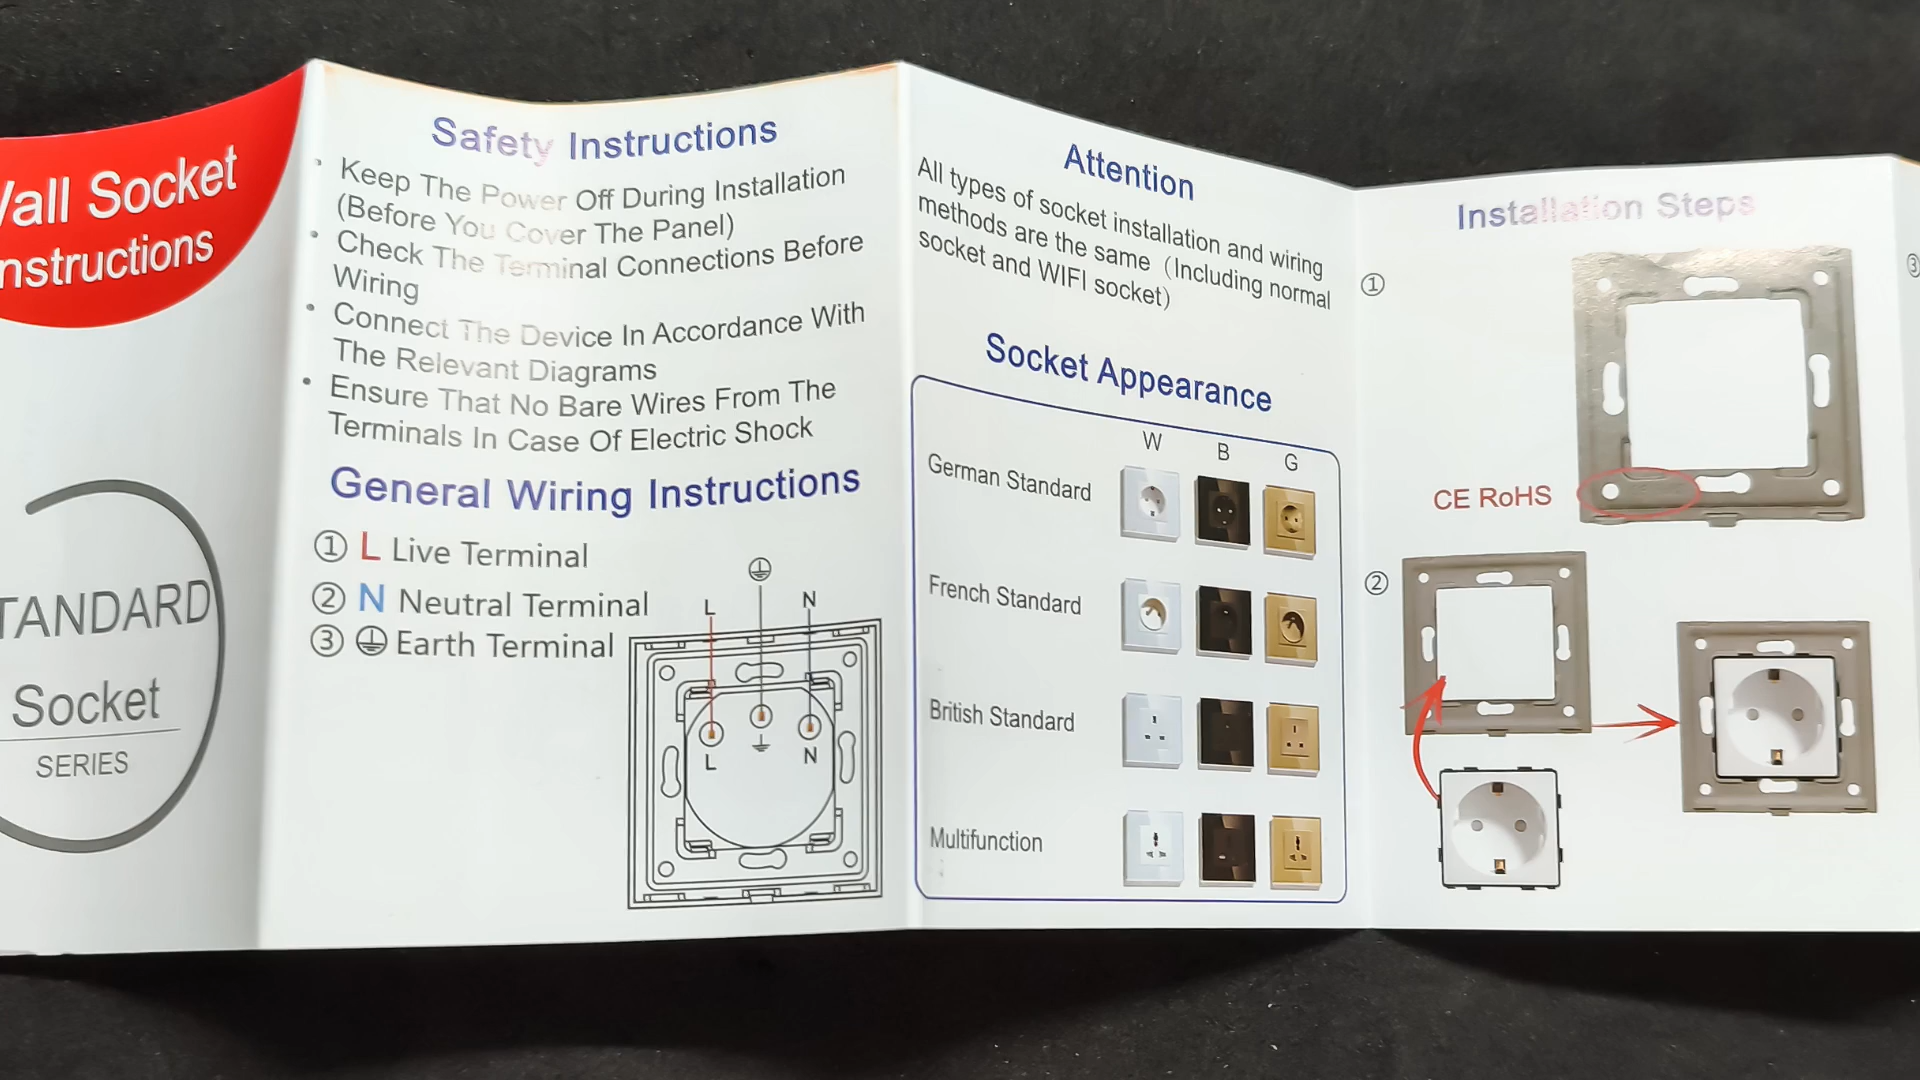 all Socket
nstructions
TANDARD
Socket
SERIES
Safety Instructions
• Keep The Power Off During Installation
(Before You Cover The Panel)
• Check The Terminal Connections Before
Wiring
• Connect The Device In Accordance With
The Relevant Diagrams
• Ensure That No Bare Wires From The
Terminals In Case Of Electric Shock
General Wiring Instructions
① L Live Terminal
② N Neutral Terminal
③ ⏚ Earth Terminal
L ⏚ N
L ⏚ N
Attention
All types of socket installation and wiring
methods are the same (Including normal
socket and WIFI socket)
Socket Appearance
W B G
German Standard
French Standard
British Standard
Multifunction
Installation Steps
①
CE RoHS
②
③